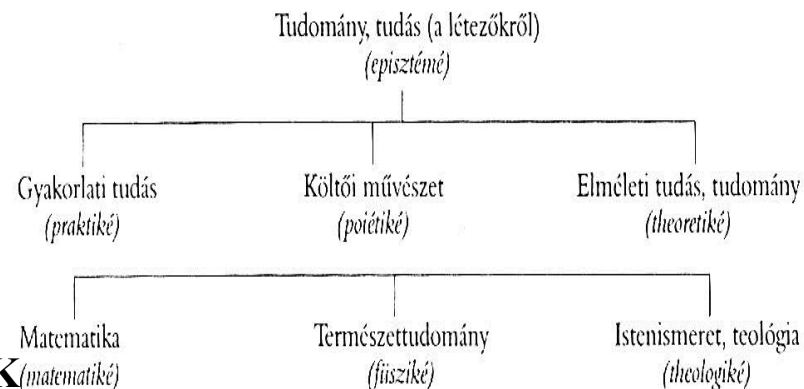 Tudomány, tudás (a létezőkről)
(episztémé)
Gyakorlati tudás
(praktiké)
Költői művészet
(poiétiké)
Elméleti tudás, tudomány
(theoretiké)
Matematika
K (matematiké)
Természettudomány
(füsziké)
Istenismeret, teológia
(theologiké)